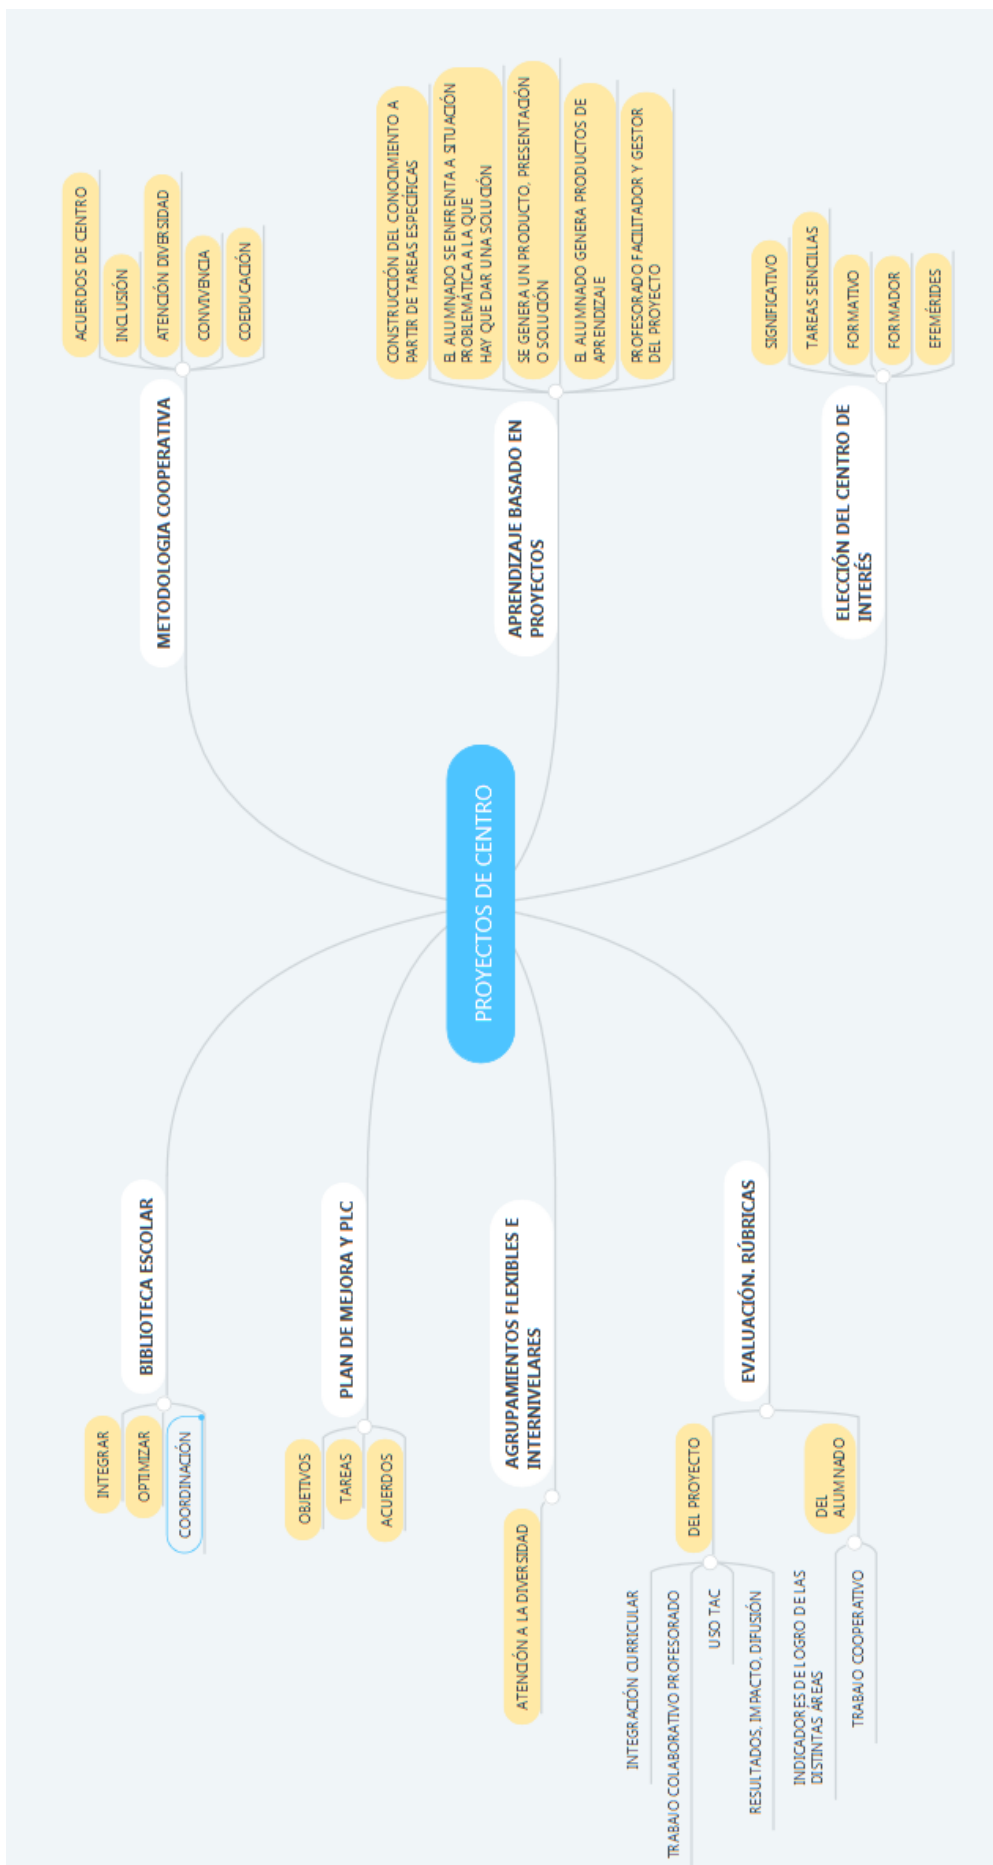 PROYECTOS DE CENTRO
BIBLIOTECA ESCOLAR
INTEGRAR
OPTIMIZAR
COORDINACIÓN
PLAN DE MEJORA Y PLC
OBJETIVOS
TAREAS
ACUERDOS
AGRUPAMIENTOS FLEXIBLES E
INTERNIVELARES
ATENCIÓN A LA DIVERSIDAD
EVALUACIÓN. RÚBRICAS
DEL PROYECTO
INTEGRACIÓN CURRICULAR
TRABAJO COLABORATIVO PROFESORADO
USO TAC
RESULTADOS, IMPACTO, DIFUSIÓN
DEL
ALUMNADO
INDICADORES DE LOGRO DE LAS
DISTINTAS ÁREAS
TRABAJO COOPERATIVO
METODOLOGIA COOPERATIVA
ACUERDOS DE CENTRO
INCLUSIÓN
ATENCIÓN DIVERSIDAD
CONVIVENCIA
COEDUCACIÓN
APRENDIZAJE BASADO EN
PROYECTOS
CONSTRUCCIÓN DEL CONOCIMIENTO A
PARTIR DE TAREAS ESPECÍFICAS
EL ALUMNADO SE ENFRENTA A SITUACIÓN
PROBLEMÁTICA A LA QUE
HAY QUE DAR UNA SOLUCIÓN
SE GENERA UN PRODUCTO, PRESENTACIÓN
O SOLUCIÓN
EL ALUMNADO GENERA PRODUCTOS DE
APRENDIZAJE
PROFESORADO FACILITADOR Y GESTOR
DEL PROYECTO
ELECCIÓN DEL CENTRO DE
INTERÉS
SIGNIFICATIVO
TAREAS SENCILLAS
FORMATIVO
FORMADOR
EFEMÉRIDES